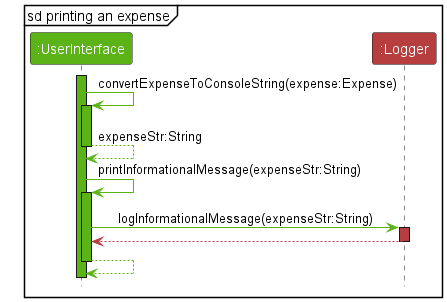 sd printing an expense
:UserInterface
:Logger
convertExpenseToConsoleString(expense:Expense)
expenseStr:String
printInformationalMessage(expenseStr:String)
logInformationalMessage(expenseStr:String)